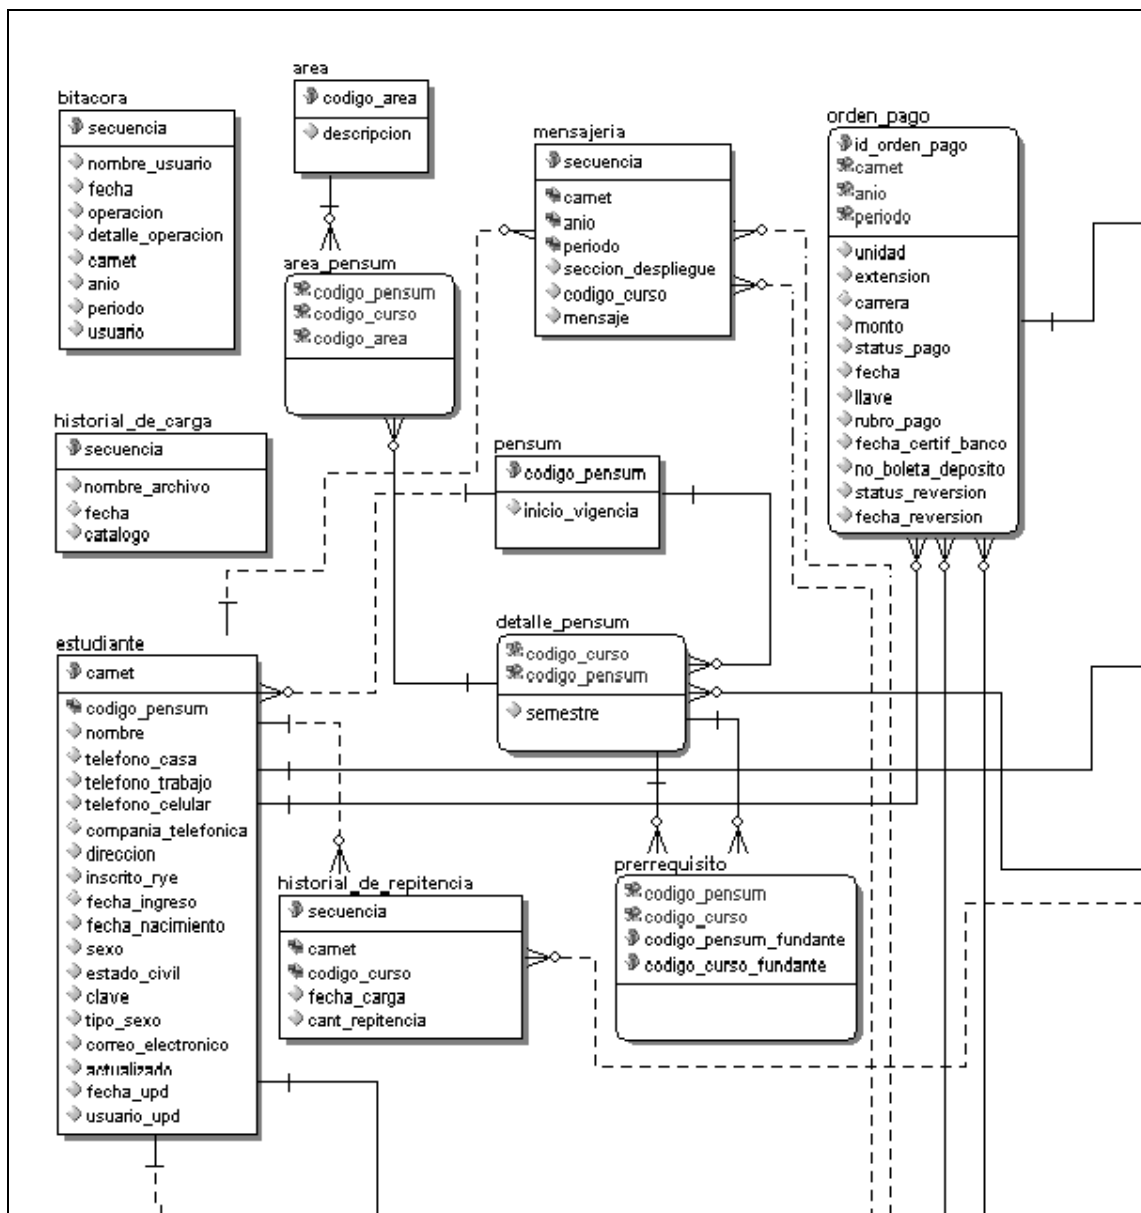 area
codigo_area
descripcion
bitacora
secuencia
nombre_usuario
fecha
operacion
detalle_operacion
carnet
anio
periodo
usuario
mensajeria
secuencia
carnet
anio
periodo
seccion_despliegue
codigo_curso
mensaje
orden_pago
id_orden_pago
carnet
anio
periodo
unidad
extension
carrera
monto
status_pago
fecha
llave
rubro_pago
fecha_certif_banco
no_boleta_deposito
status_reversion
fecha_reversion
area_pensum
codigo_pensum
codigo_curso
codigo_area
historial_de_carga
secuencia
nombre_archivo
fecha
catalogo
pensum
codigo_pensum
inicio_vigencia
detalle_pensum
codigo_curso
codigo_pensum
semestre
estudiante
carnet
codigo_pensum
nombre
telefono_casa
telefono_trabajo
telefono_celular
compania_telefonica
direccion
inscrito_rye
fecha_ingreso
fecha_nacimiento
sexo
estado_civil
clave
tipo_sexo
correo_electronico
actualizado
fecha_upd
usuario_upd
historial_de_repitencia
secuencia
carnet
codigo_curso
fecha_carga
cant_repitencia
prerrequisito
codigo_pensum
codigo_curso
codigo_pensum_fundante
codigo_curso_fundante